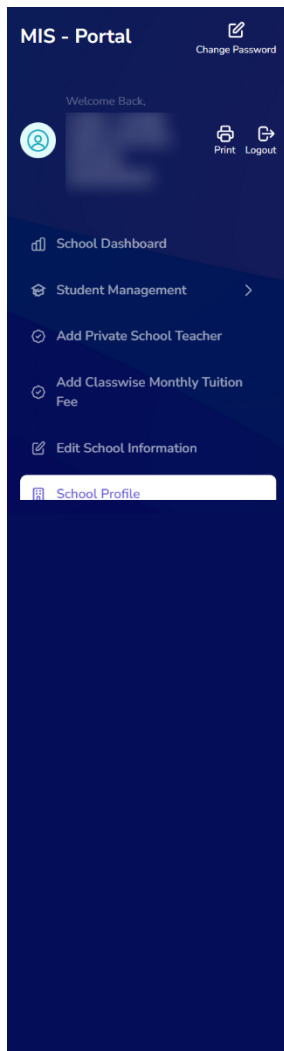 MIS - Portal
Change Password
Welcome Back,
Print Logout
School Dashboard
Student Management
Add Private School Teacher
Add Classwise Monthly Tuition
Fee
Edit School Information
School Profile